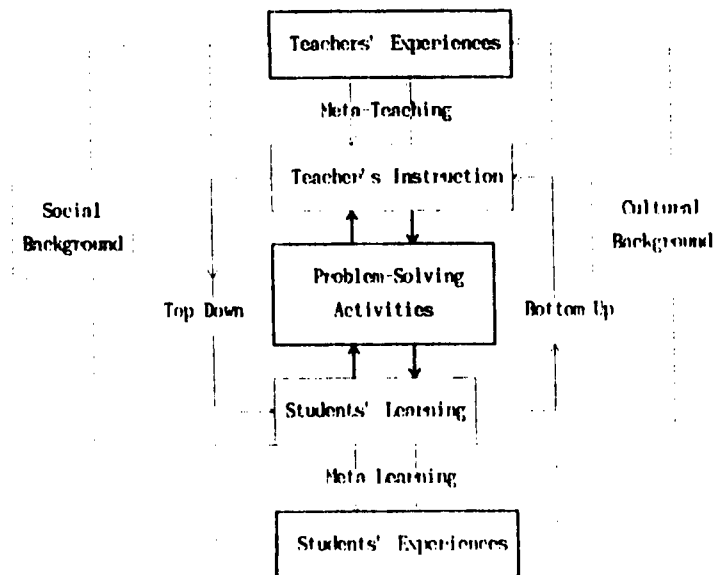 Teachers' Experiences
Meta-Teaching
Teacher's Instruction
Social
Background
Cultural
Background
Problem-Solving
Activities
Top Down
Bottom Up
Students' Learning
Meta Learning
Students' Experiences